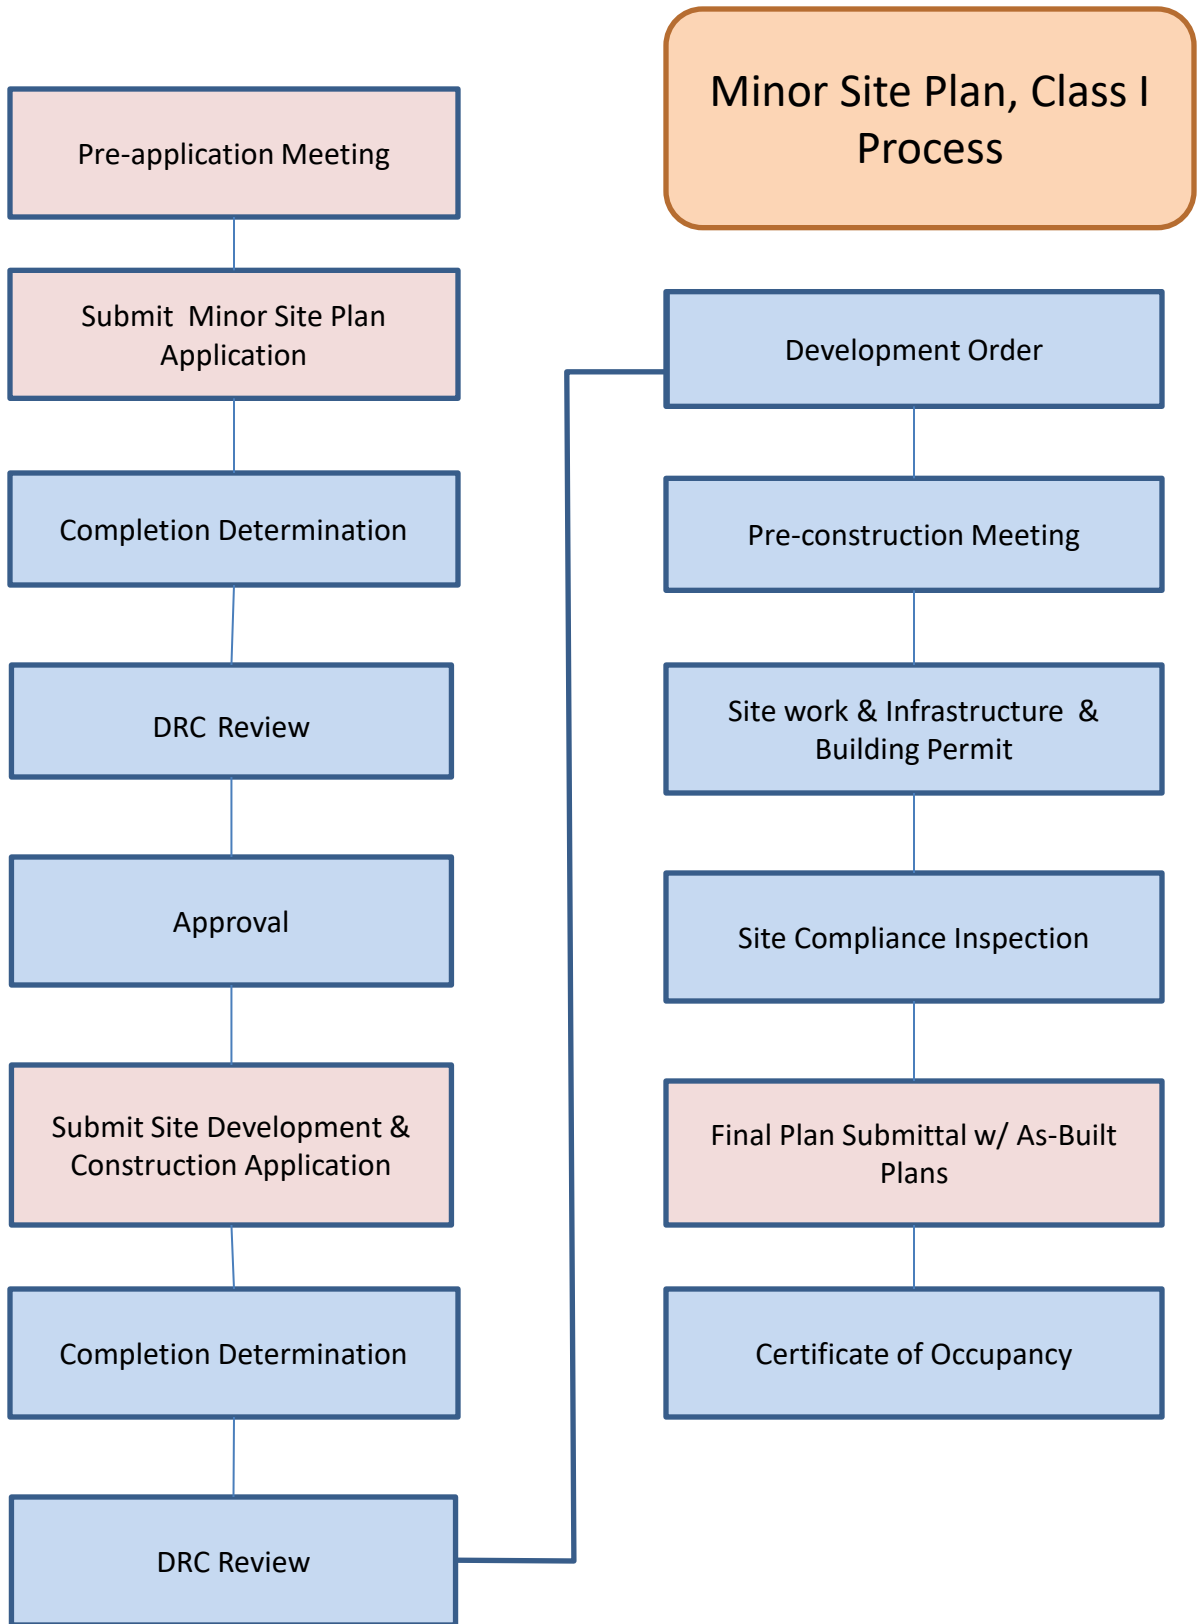 Minor Site Plan, Class I
Process
Pre-application Meeting
Submit Minor Site Plan
Application
Completion Determination
DRC Review
Approval
Submit Site Development &
Construction Application
Completion Determination
DRC Review
Development Order
Pre-construction Meeting
Site work & Infrastructure &
Building Permit
Site Compliance Inspection
Final Plan Submittal w/ As-Built
Plans
Certificate of Occupancy